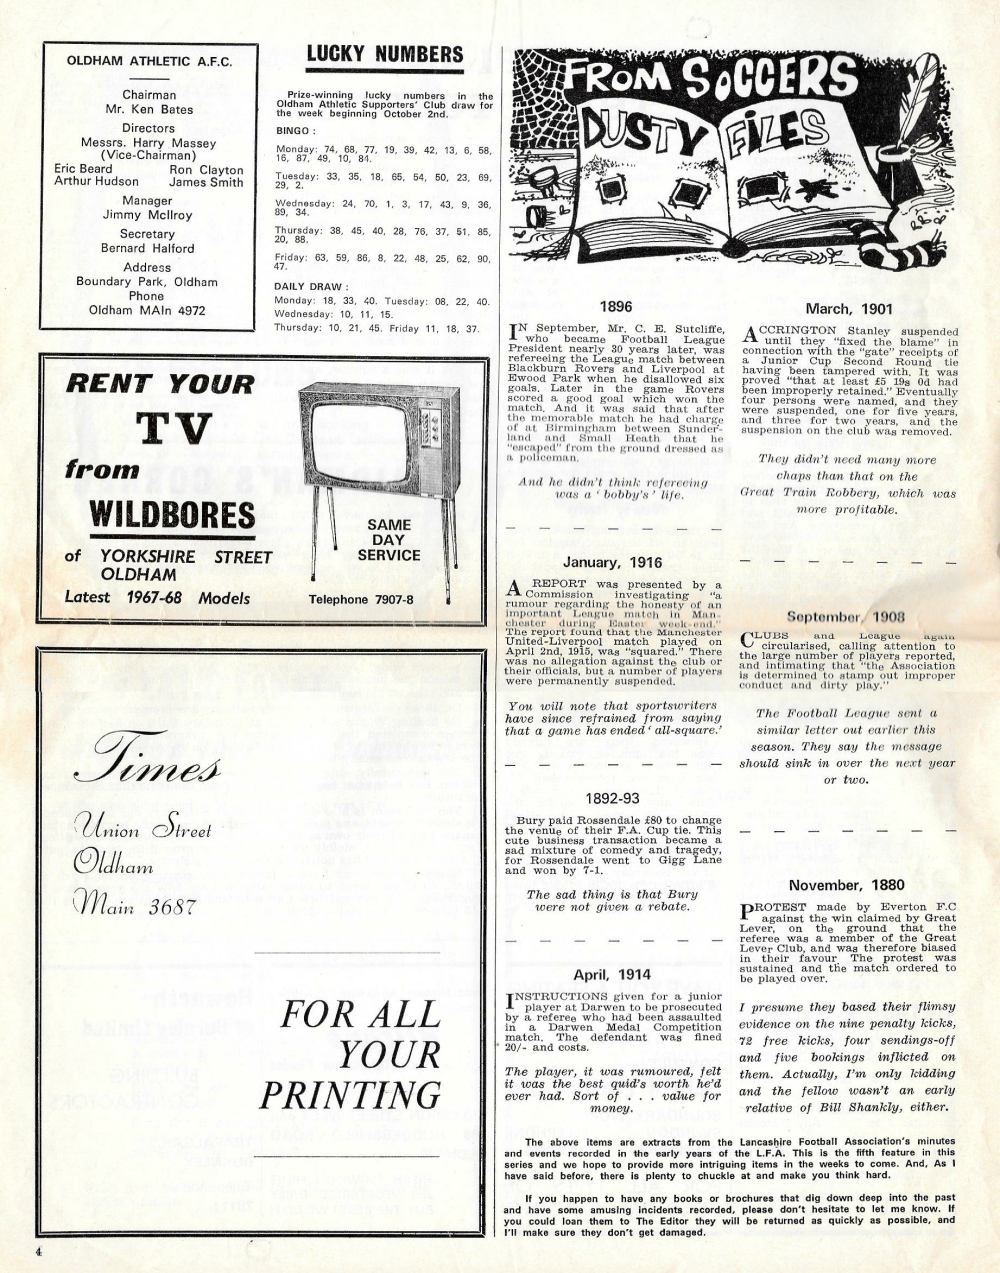 OLDHAM ATHLETIC A.F.C.
Chairman
Mr. Ken Bates
Directors
Messrs. Harry Massey
(Vice-Chairman)
Eric Beard Ron Clayton
Arthur Hudson James Smith
Manager
Jimmy McIlroy
Secretary
Bernard Halford
Address
Boundary Park, Oldham
Phone
Oldham MAIn 4972
LUCKY NUMBERS
Prize-winning lucky numbers in the
Oldham Athletic Supporters' Club draw for
the week beginning October 2nd.
BINGO :
Monday: 74, 68, 77, 19, 39, 42, 13, 6, 58,
16, 87, 49, 10, 84.
Tuesday: 33, 35, 18, 65, 54, 50, 23, 69,
29, 2.
Wednesday: 24, 70, 1, 3, 17, 43, 9, 36,
89, 34.
Thursday: 38, 45, 40, 28, 76, 37, 51, 85,
20, 88.
Friday: 63, 59, 86, 8, 22, 48, 25, 62, 90,
47.
DAILY DRAW :
Monday: 18, 33, 40. Tuesday: 08, 22, 40.
Wednesday: 10, 11, 15.
Thursday: 10, 21, 45. Friday 11, 18, 37.
RENT YOUR
TV
from
WILDBORES
of YORKSHIRE STREET
OLDHAM
Latest 1967-68 Models
SAME
DAY
SERVICE
Telephone 7907-8
Times
Union Street
Oldham
Main 3687
FOR ALL
YOUR
PRINTING
4
FROM SOCCERS
DUSTY FILES
1896
IN September, Mr. C. E. Sutcliffe,
who became Football League
President nearly 30 years later, was
refereeing the League match between
Blackburn Rovers and Liverpool at
Ewood Park when he disallowed six
goals. Later in the game Rovers
scored a good goal which won the
match. And it was said that after
the memorable match he had charge
of at Birmingham between Sunder-
land and Small Heath that he
"escaped" from the ground dressed as
a policeman.
And he didn't think refereeing
was a ' bobby's ' life.
January, 1916
A REPORT was presented by a
Commission investigating "a
rumour regarding the honesty of an
important League match in Man-
chester during Easter week-end."
The report found that the Manchester
United-Liverpool match played on
April 2nd, 1915, was "squared." There
was no allegation against the club or
their officials, but a number of players
were permanently suspended.
You will note that sportswriters
have since refrained from saying
that a game has ended ' all-square.'
1892-93
Bury paid Rossendale £80 to change
the venue of their F.A. Cup tie. This
cute business transaction became a
sad mixture of comedy and tragedy,
for Rossendale went to Gigg Lane
and won by 7-1.
The sad thing is that Bury
were not given a rebate.
April, 1914
INSTRUCTIONS given for a junior
player at Darwen to be prosecuted
by a referee who had been assaulted
in a Darwen Medal Competition
match. The defendant was fined
20/- and costs.
The player, it was rumoured, felt
it was the best quid's worth he'd
ever had. Sort of . . . value for
money.
March, 1901
ACCRINGTON Stanley suspended
until they "fixed the blame" in
connection with the "gate" receipts of
a Junior Cup Second Round tie
having been tampered with. It was
proved "that at least £5 19s 0d had
been improperly retained." Eventually
four persons were named, and they
were suspended, one for five years,
and three for two years, and the
suspension on the club was removed.
They didn't need many more
chaps than that on the
Great Train Robbery, which was
more profitable.
September, 1908
CLUBS and League again
circularised, calling attention to
the large number of players reported,
and intimating that "the Association
is determined to stamp out improper
conduct and dirty play."
The Football League sent a
similar letter out earlier this
season. They say the message
should sink in over the next year
or two.
November, 1880
PROTEST made by Everton F.C
against the win claimed by Great
Lever, on the ground that the
referee was a member of the Great
Lever Club, and was therefore biased
in their favour The protest was
sustained and the match ordered to
be played over.
I presume they based their flimsy
evidence on the nine penalty kicks,
72 free kicks, four sendings-off
and five bookings inflicted on
them. Actually, I'm only kidding
and the fellow wasn't an early
relative of Bill Shankly, either.
The above items are extracts from the Lancashire Football Association's minutes
and events recorded in the early years of the L.F.A. This is the fifth feature in this
series and we hope to provide more intriguing items in the weeks to come. And, As I
have said before, there is plenty to chuckle at and make you think hard.
If you happen to have any books or brochures that dig down deep into the past
and have some amusing incidents recorded, please don't hesitate to let me know. If
you could loan them to The Editor they will be returned as quickly as possible, and
I'll make sure they don't get damaged.